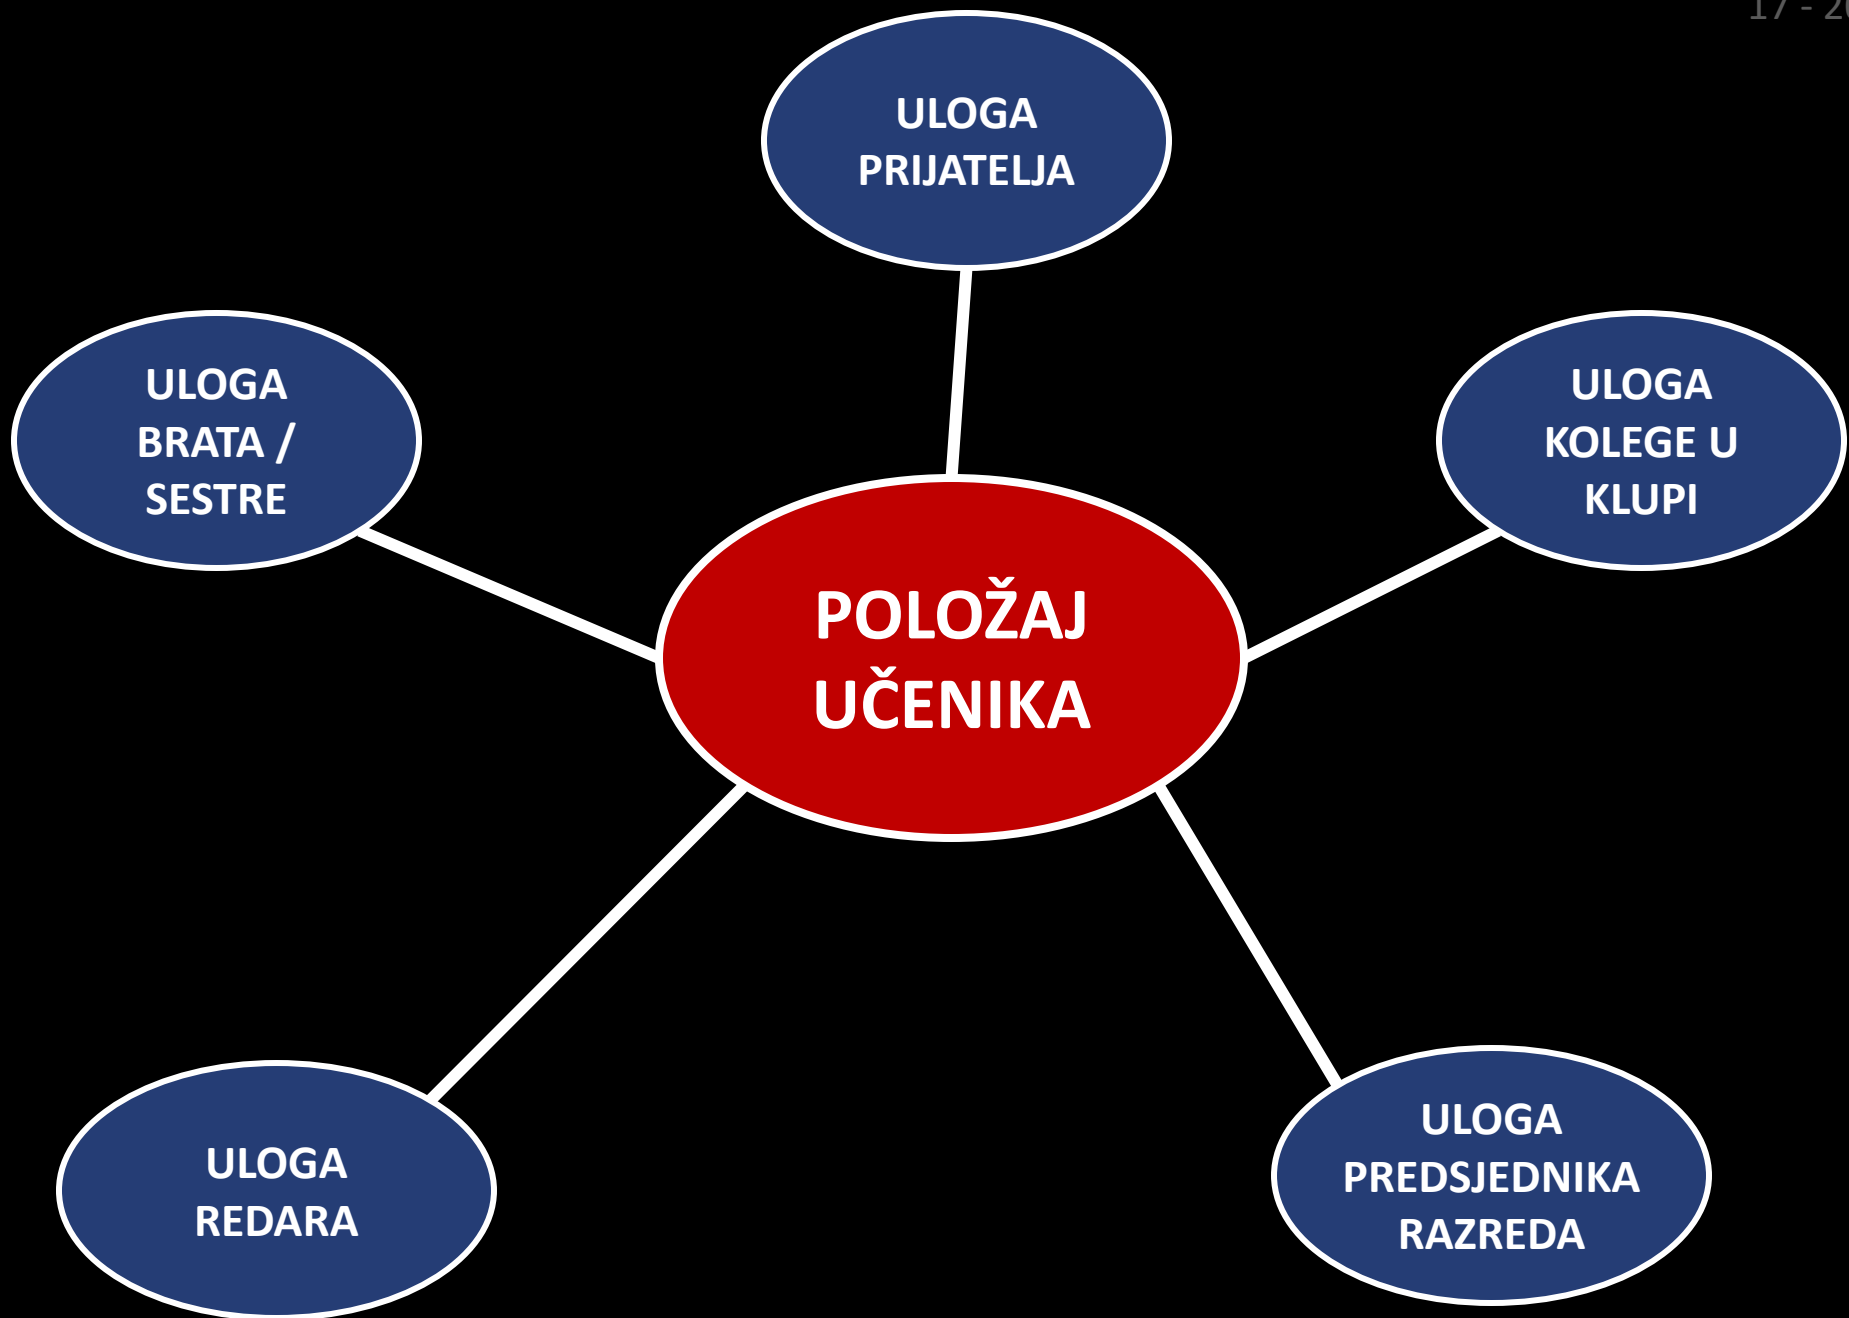 ULOGA
PRIJATELJA
ULOGA
BRATA /
SESTRE
ULOGA
KOLEGE U
KLUPI
POLOŽAJ
UČENIKA
ULOGA
REDARA
ULOGA
PREDSJEDNIKA
RAZREDA